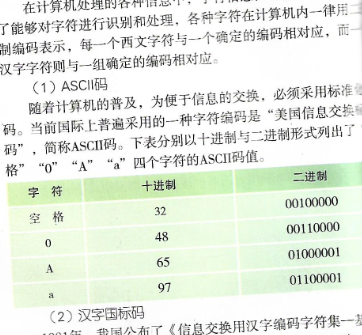 在计算机处理的各种信息中，字符信息
了能够对字符进行识别和处理，各种字符在计算机内一律用二
制编码表示，每一个西文字符与一个确定的编码相对应，而一
汉字字符则与一组确定的编码相对应。
（1）ASCII码
随着计算机的普及，为便于信息的交换，必须采用标准
码。当前国际上普遍采用的一种字符编码是“美国信息交换
码”，简称ASCII码。下表分别以十进制与二进制形式列出了
格”“0”“A”“a”四个字符的ASCII码值。
字 符 十进制 二进制
空 格 32 00100000
0 48 00110000
A 65 01000001
a 97 01100001
（2）汉字国标码
我国公布了《信息交换用汉字编码字符集—基